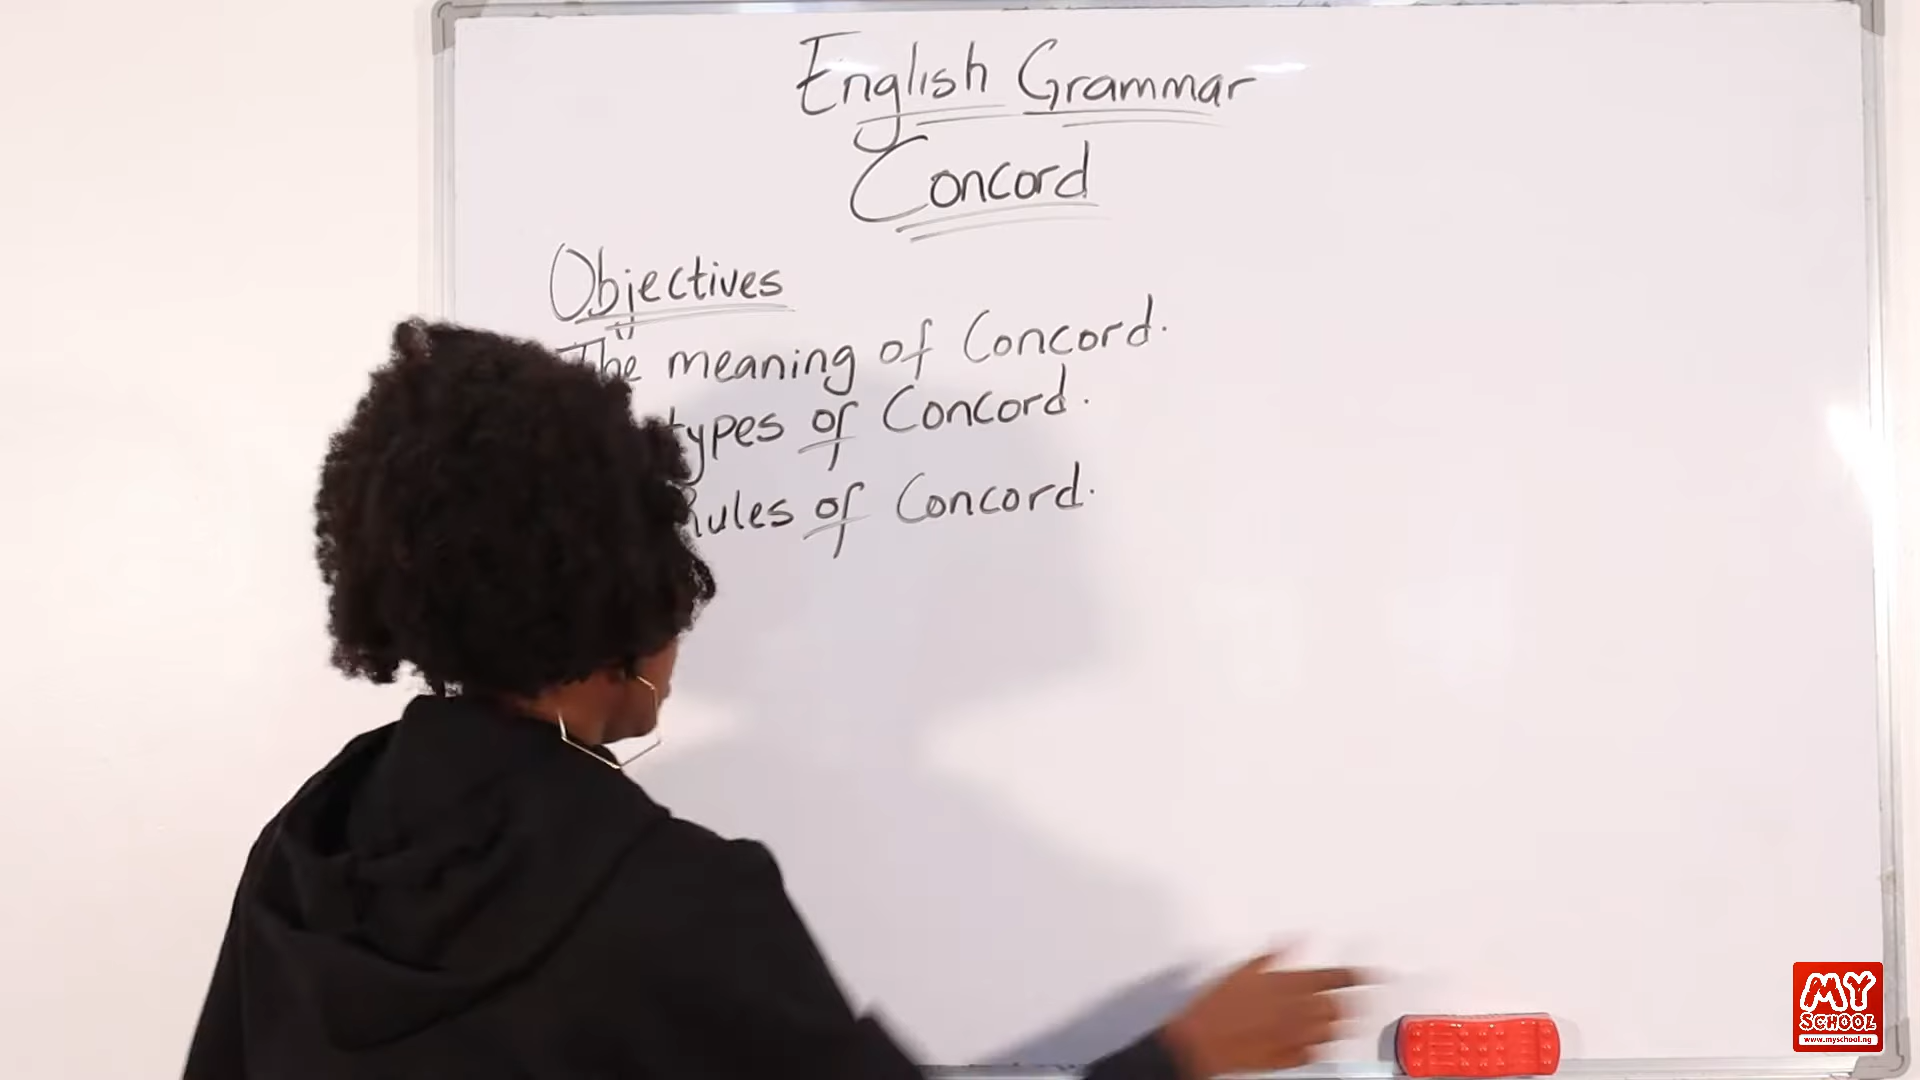 English Grammar
Concord
Objectives
The meaning of Concord.
types of Concord.
Rules of Concord.
MY
SCHOOL
www.myschool.ng